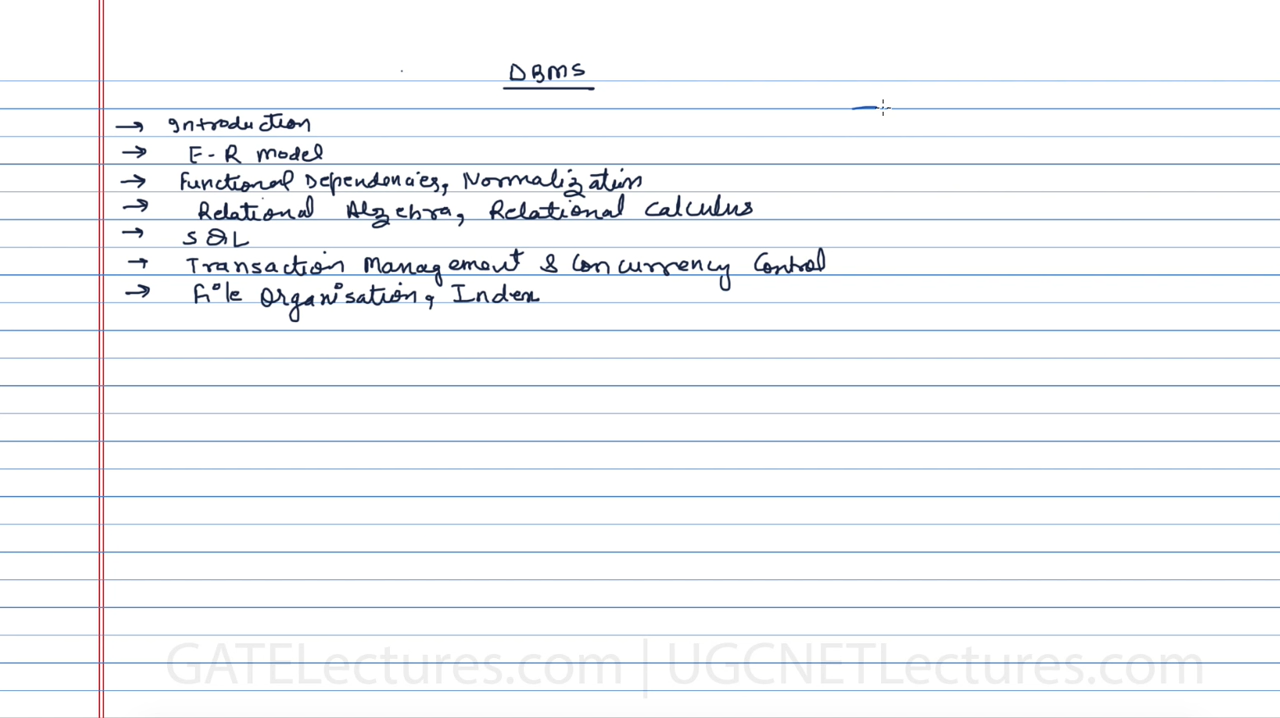 DBMS
→ Introduction
→ E-R Model
→ Functional Dependencies, Normalization
→ Relational Algebra, Relational Calculus
→ SQL
→ Transaction Management & Concurrency Control
→ File Organisation, Index
GATELectures.com | UGCNETLectures.com